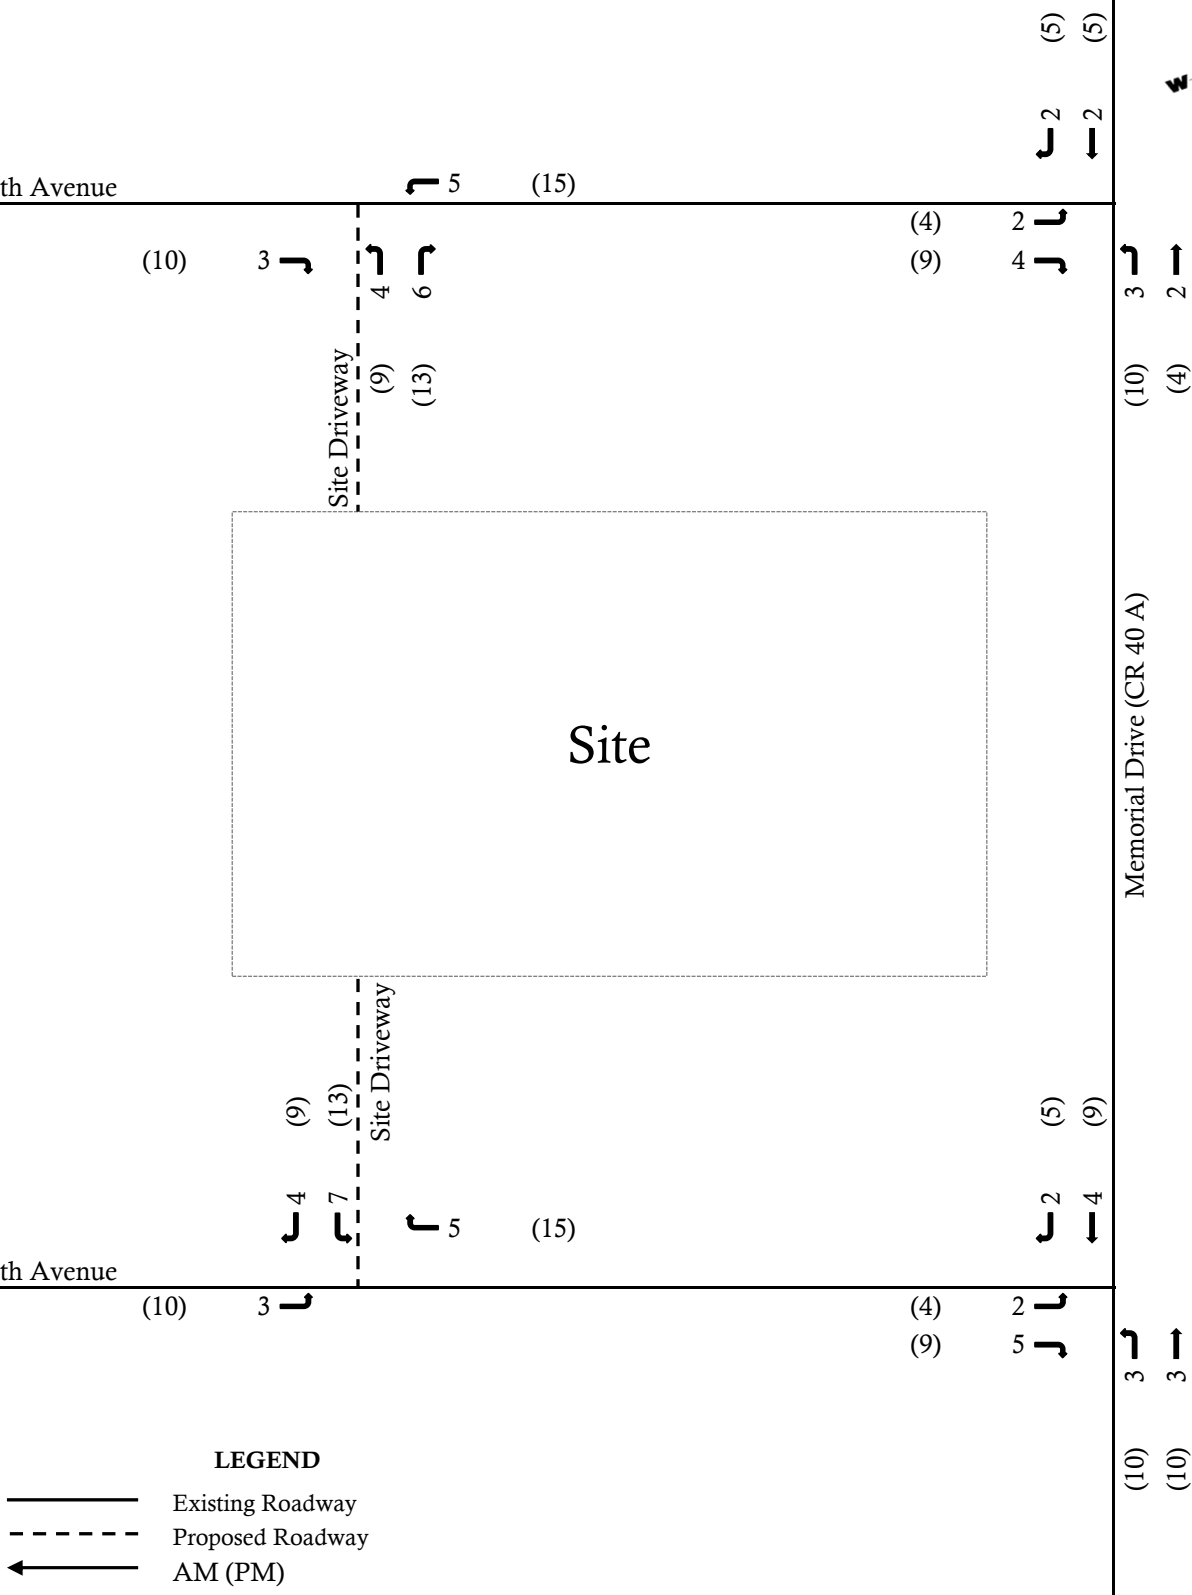 (5) (5)
W
2 2
th Avenue
5 (15)
(4) 2
(10) 3
(9) 4
4 6
3 2
(9) (13)
(10) (4)
Site Driveway
Site
Memorial Drive (CR 40 A)
Site Driveway
(9) (13)
(5) (9)
4 7
2 4
5 (15)
th Avenue
(10) 3
(4) 2
(9) 5
3 3
(10) (10)
LEGEND
Existing Roadway
Proposed Roadway
AM (PM)